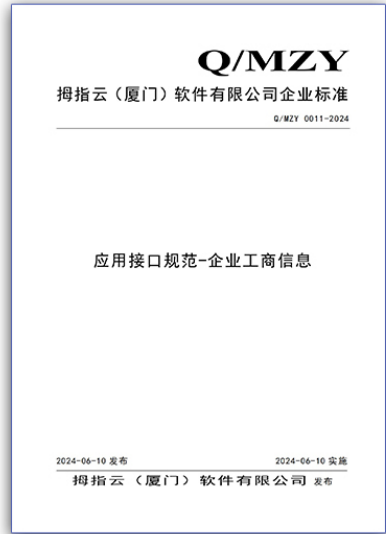 Q/MZY
拇指云（厦门）软件有限公司企业标准
Q/MZY 0011-2024
应用接口规范-企业工商信息
2024-06-10 发布 2024-06-10 实施
拇指云（厦门）软件有限公司 发布